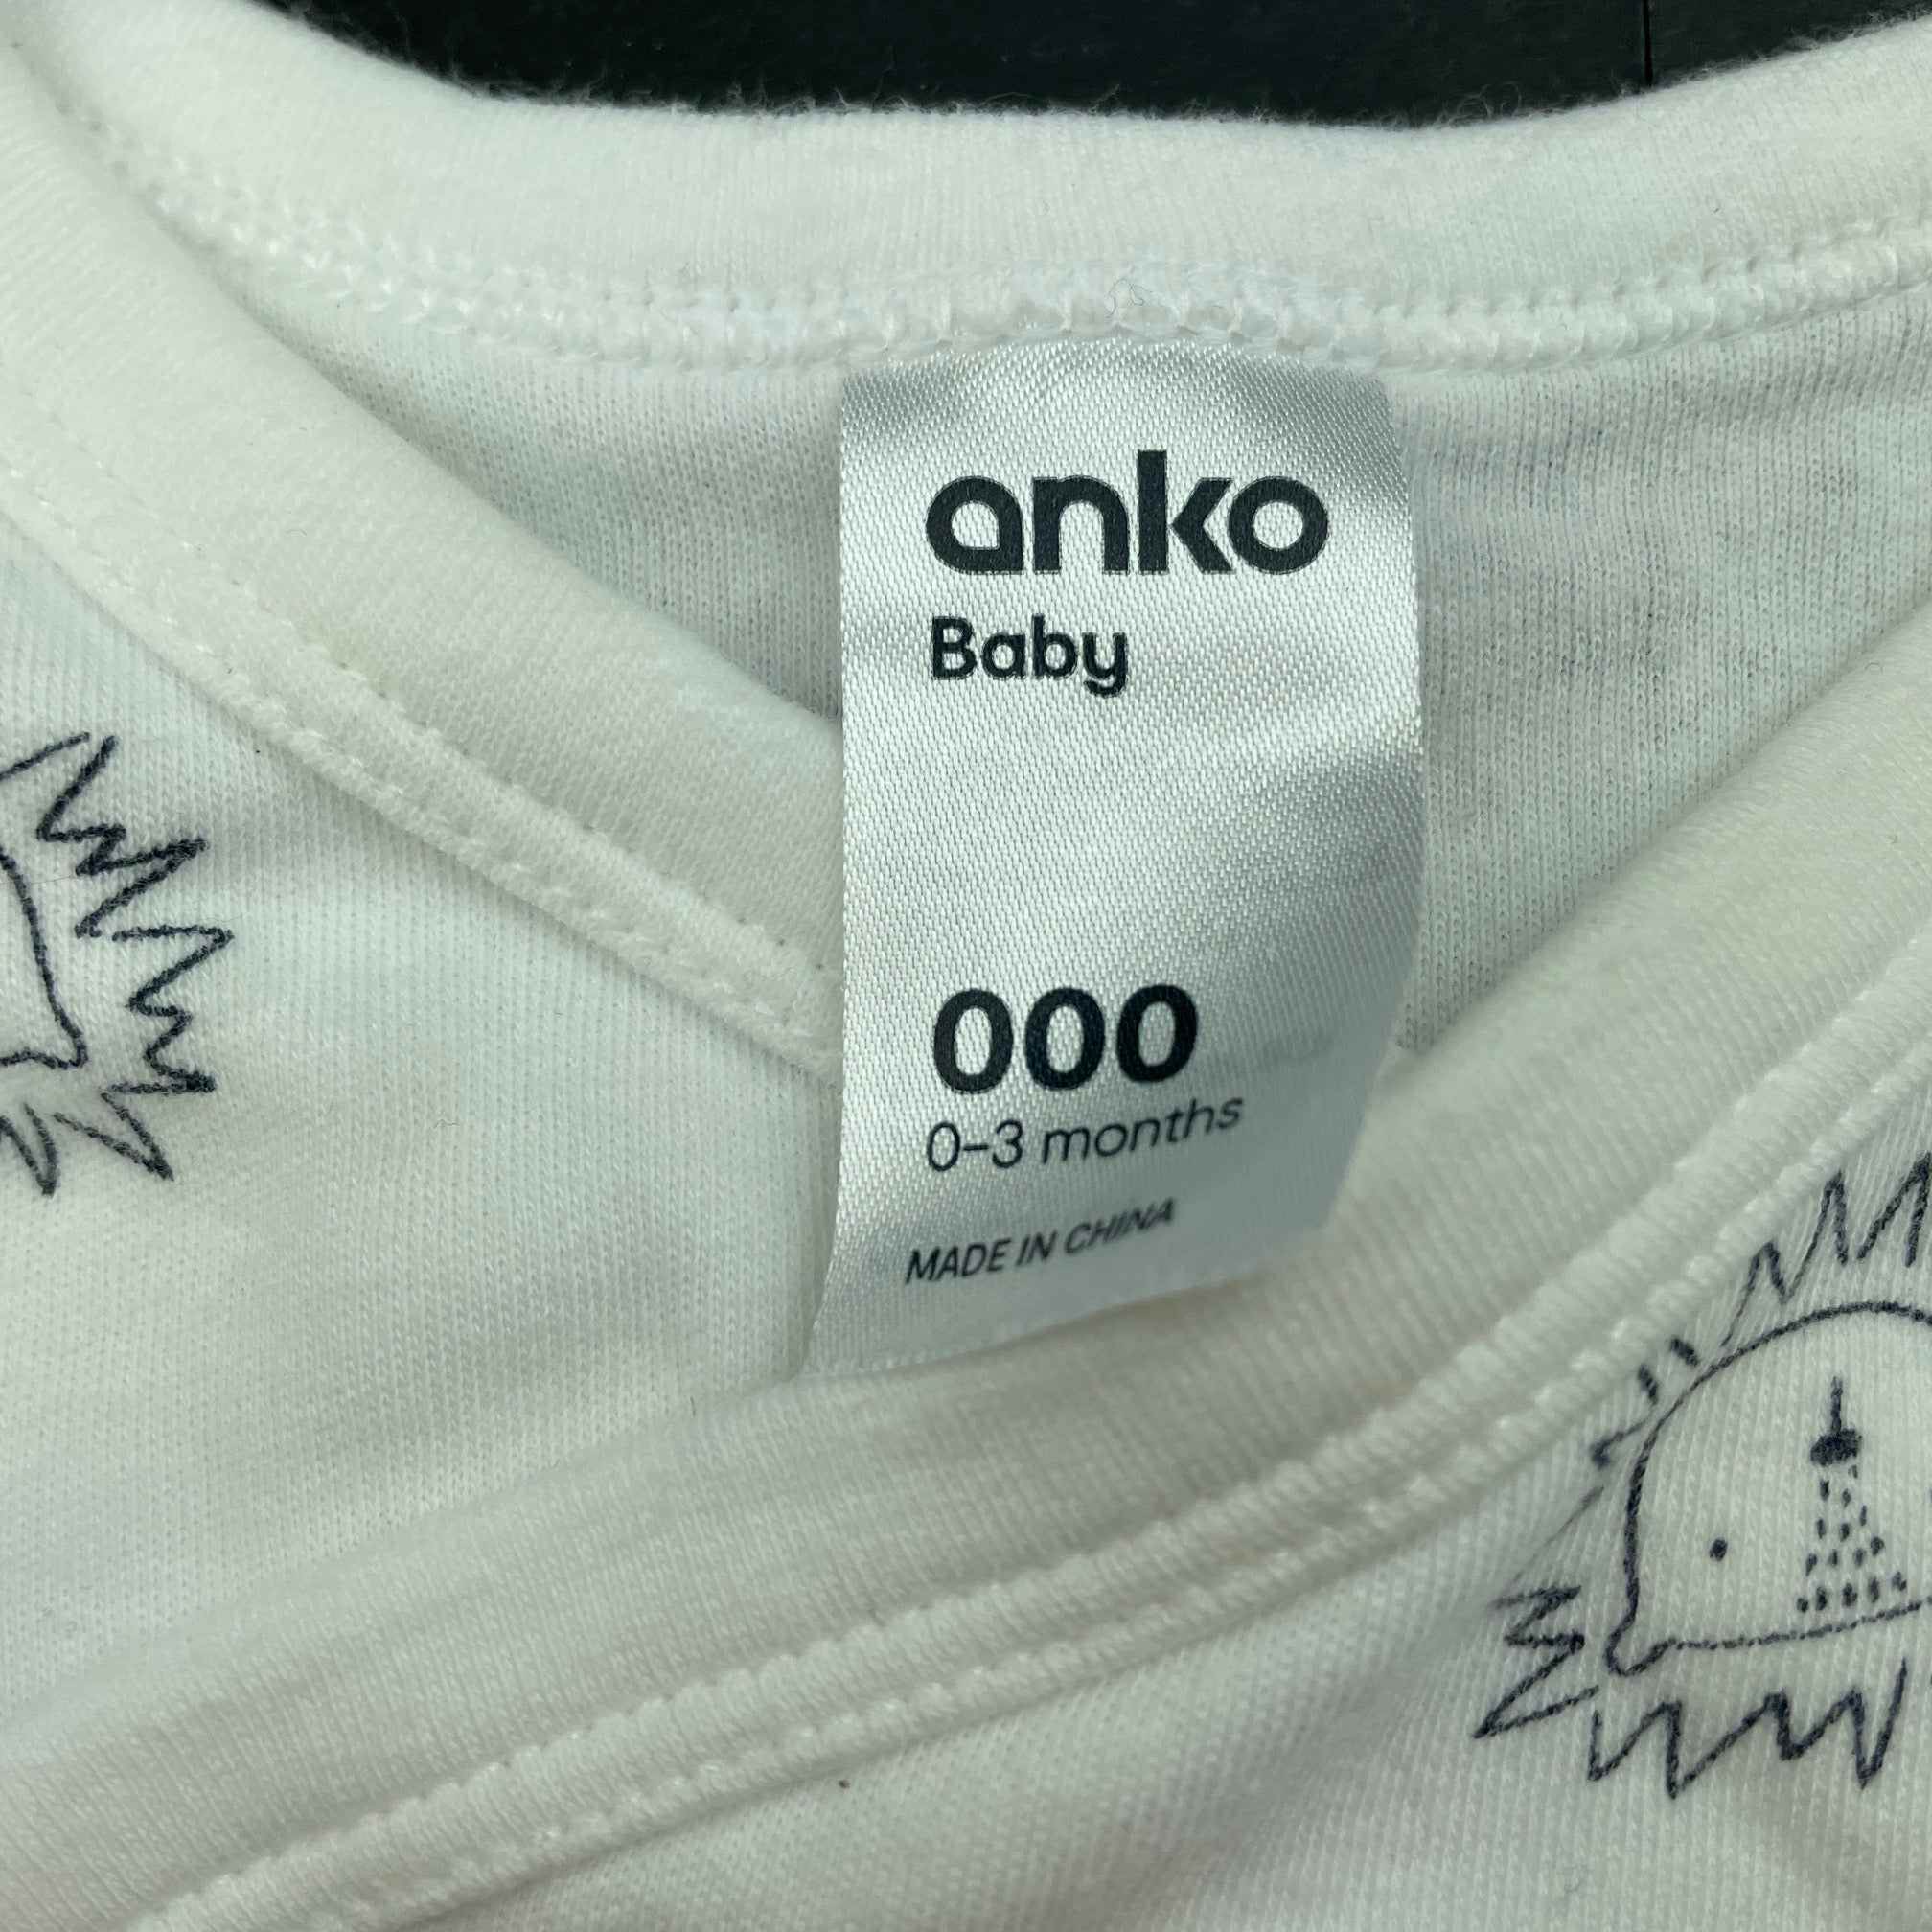 anko
Baby
000
0-3 months
MADE IN CHINA